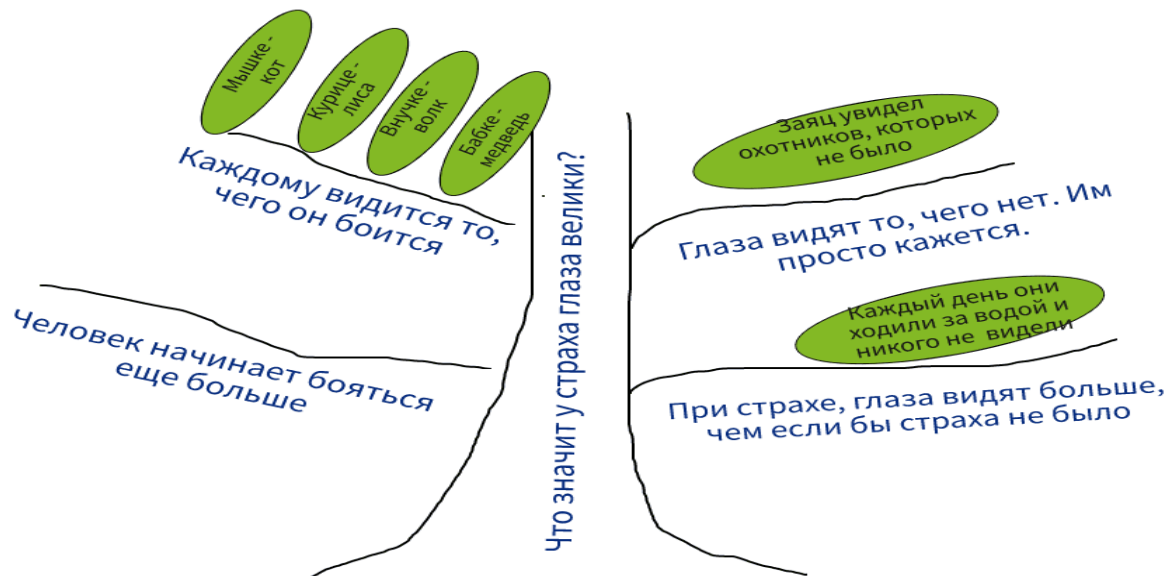 Мышке -
кот
Курице -
лиса
Внучке -
волк
Бабке -
медведь
Каждому видится то,
чего он боится
Человек начинает бояться
еще больше
Что значит у страха глаза велики?
Заяц увидел
охотников, которых
не было
Глаза видят то, чего нет. Им
просто кажется.
Каждый день они
ходили за водой и
никого не видели
При страхе, глаза видят больше,
чем если бы страха не было